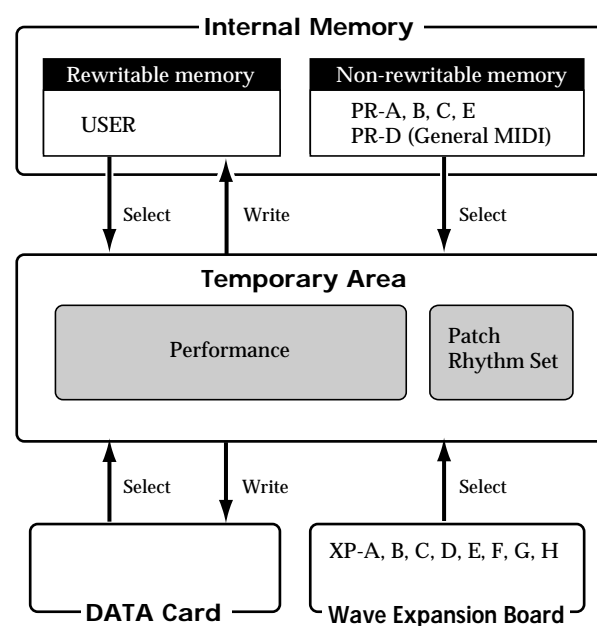 Internal Memory
Rewritable memory
USER
Non-rewritable memory
PR-A, B, C, E
PR-D (General MIDI)
Select
Write
Select
Temporary Area
Performance
Patch
Rhythm Set
Select
Write
Select
DATA Card
XP-A, B, C, D, E, F, G, H
Wave Expansion Board